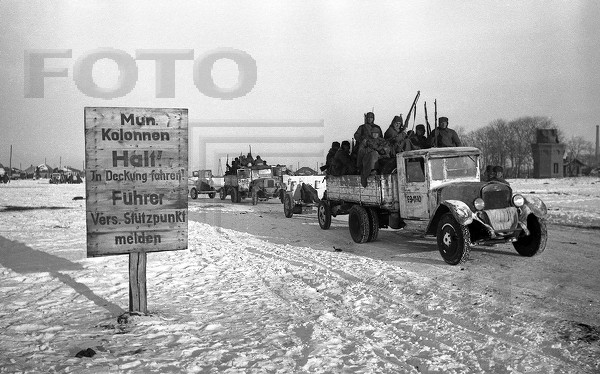 FOTO
Mun.
Kolonnen
Halt!
In Deckung fahren!
Führer
Vers. Stützpunkt
melden